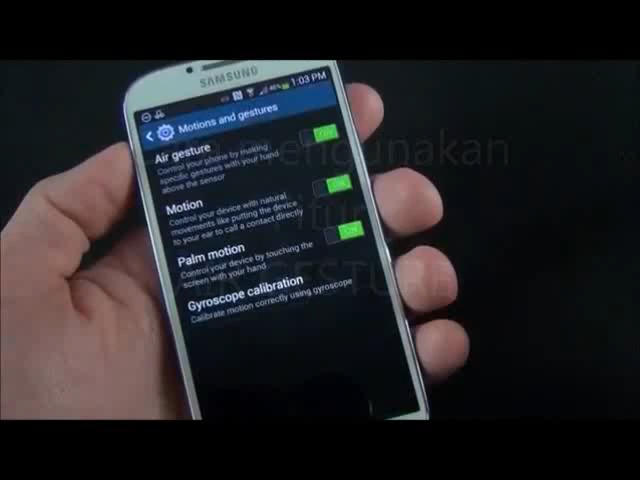 SAMSUNG
46% 1:03 PM
Motions and gestures
Air gesture
Control your phone by making
specific gestures with your hand
above the sensor
ON
Motion
Control your device with natural
movements like putting the device
to your ear to call a contact directly
ON
Palm motion
Control your device by touching the
screen with your hand
ON
Gyroscope calibration
Calibrate motion correctly using gyroscope